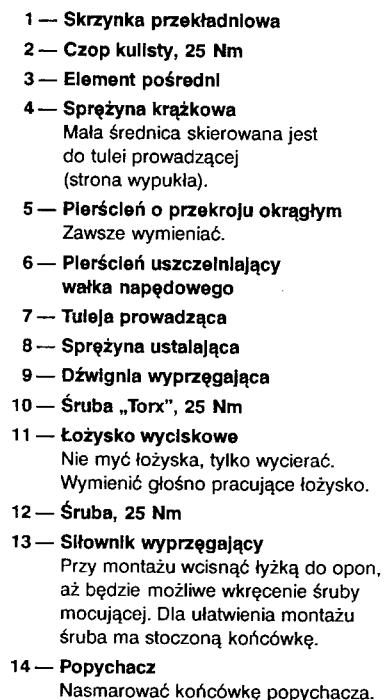 1 — Skrzynka przekładniowa
2 — Czop kulisty, 25 Nm
3 — Element pośredni
4 — Sprężyna krążkowa
Mała średnica skierowana jest
do tulei prowadzącej
(strona wypukła).
5 — Pierścień o przekroju okrągłym
Zawsze wymieniać.
6 — Pierścień uszczelniający
wałka napędowego
7 — Tuleja prowadząca
8 — Sprężyna ustalająca
9 — Dźwignia wyprzęgająca
10 — Śruba „Torx”, 25 Nm
11 — Łożysko wyciskowe
Nie myć łożyska, tylko wycierać.
Wymienić głośno pracujące łożysko.
12 — Śruba, 25 Nm
13 — Siłownik wyprzęgający
Przy montażu wcisnąć łyżką do opon,
aż będzie możliwe wkręcenie śruby
mocującej. Dla ułatwienia montażu
śruba ma stoczoną końcówkę.
14 — Popychacz
Nasmarować końcówkę popychacza.